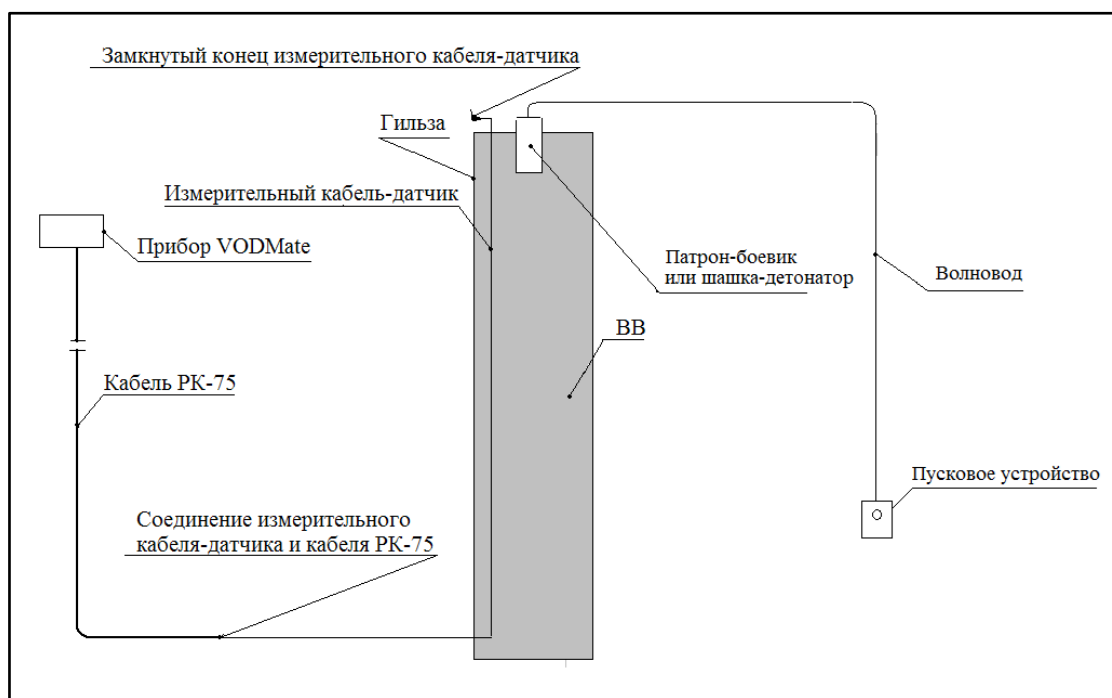 Замкнутый конец измерительного кабеля-датчика
Гильза
Измерительный кабель-датчик
Прибор VODMate
Патрон-боевик
или шашка-детонатор
Волновод
ВВ
Кабель РК-75
Пусковое устройство
Соединение измерительного
кабеля-датчика и кабеля РК-75